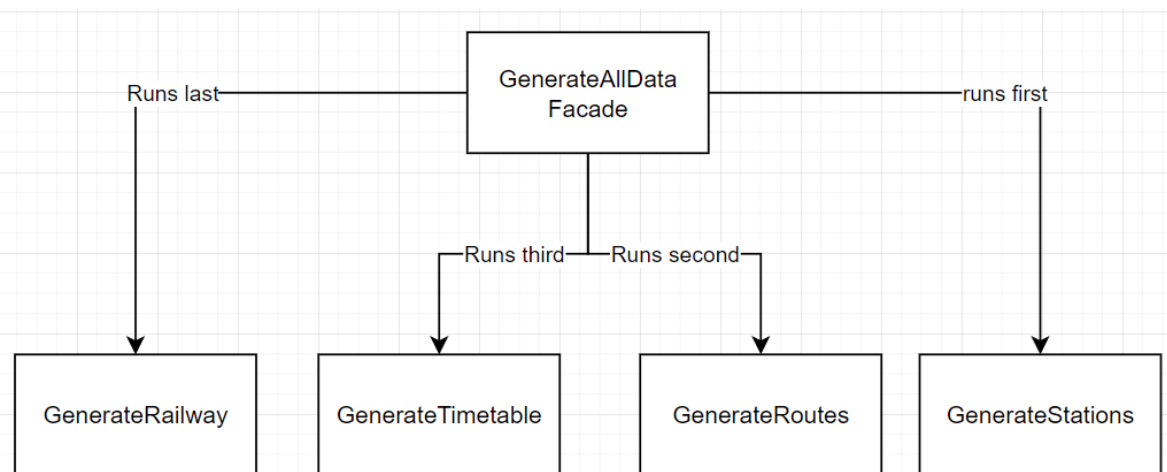 GenerateAllData
Facade
Runs last
runs first
Runs third
Runs second
GenerateRailway
GenerateTimetable
GenerateRoutes
GenerateStations